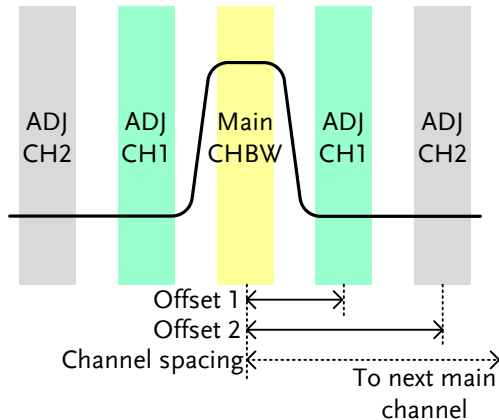 ADJ
CH2
ADJ
CH1
Main
CHBW
ADJ
CH1
ADJ
CH2
Offset 1
Offset 2
Channel spacing
To next main
channel